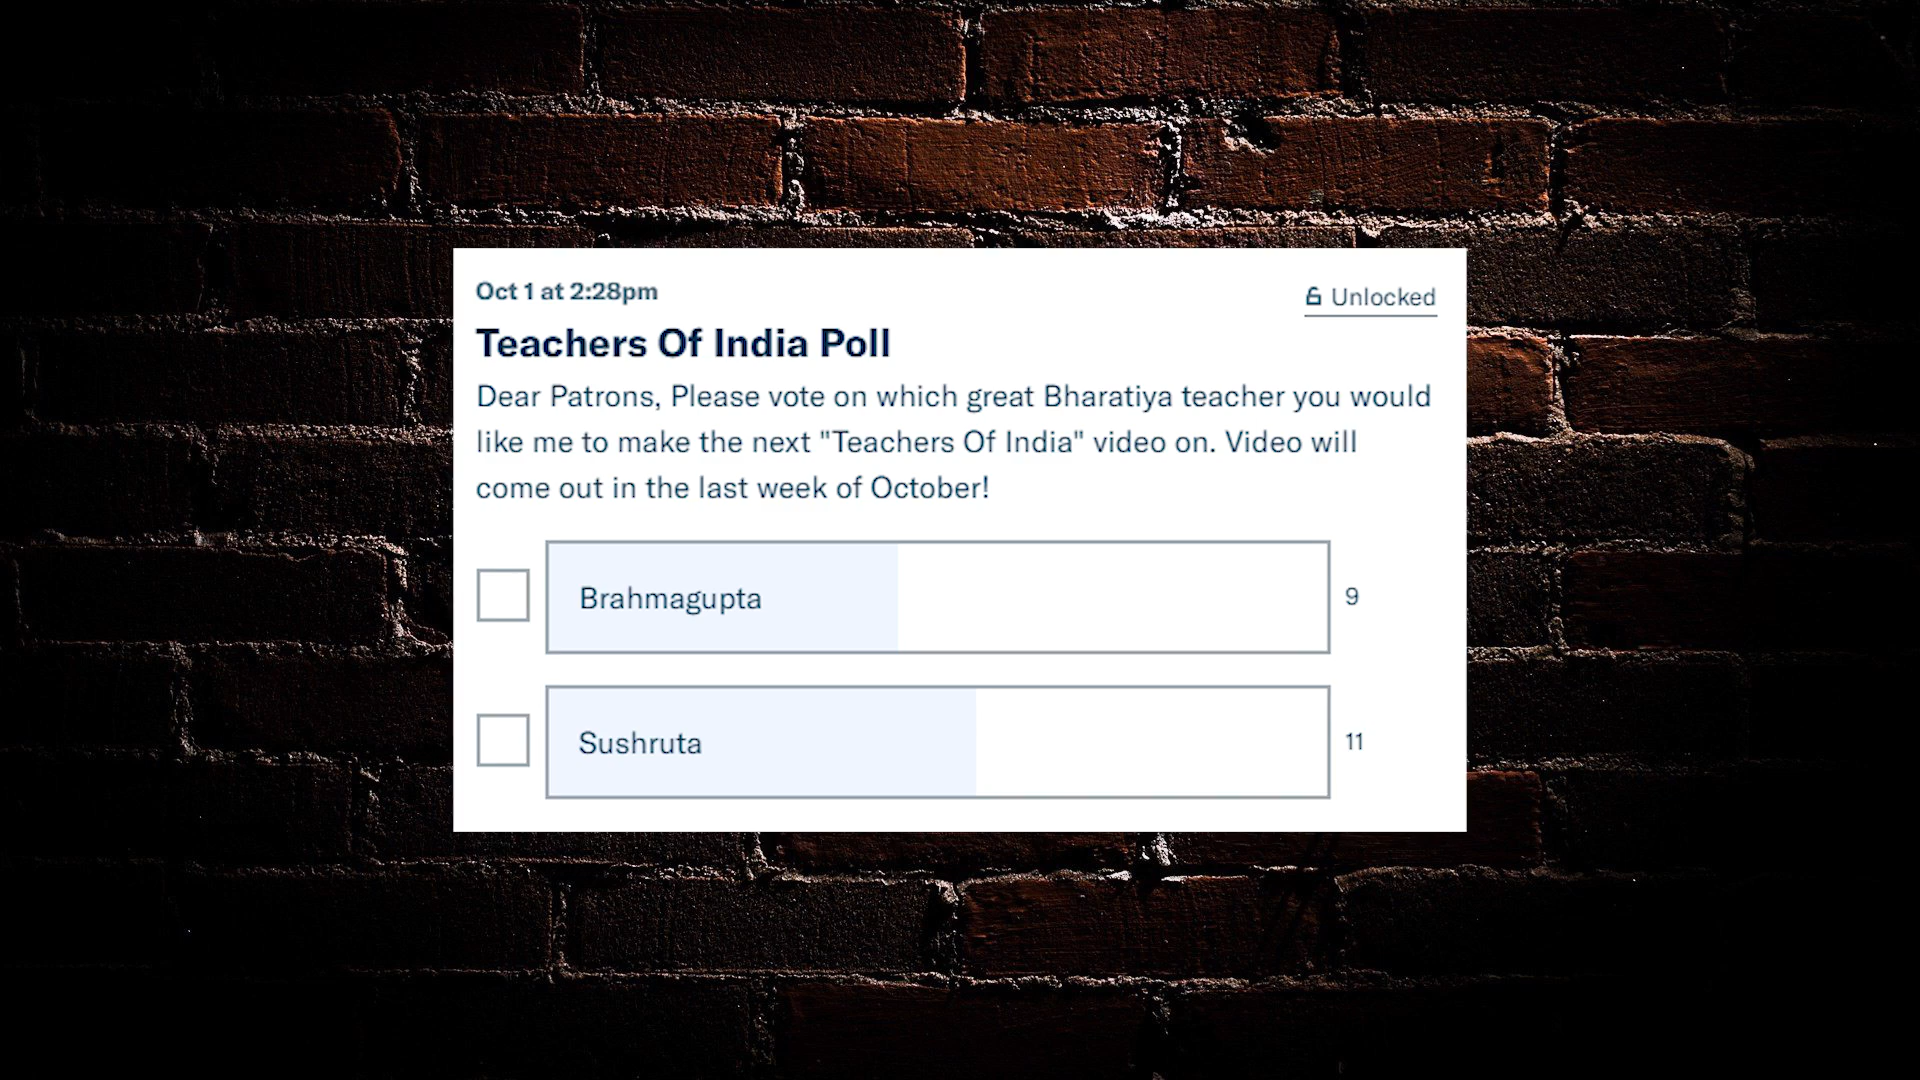 Oct 1 at 2:28pm
Unlocked
Teachers Of India Poll
Dear Patrons, Please vote on which great Bharatiya teacher you would
like me to make the next "Teachers Of India" video on. Video will
come out in the last week of October!
Brahmagupta
9
Sushruta
11